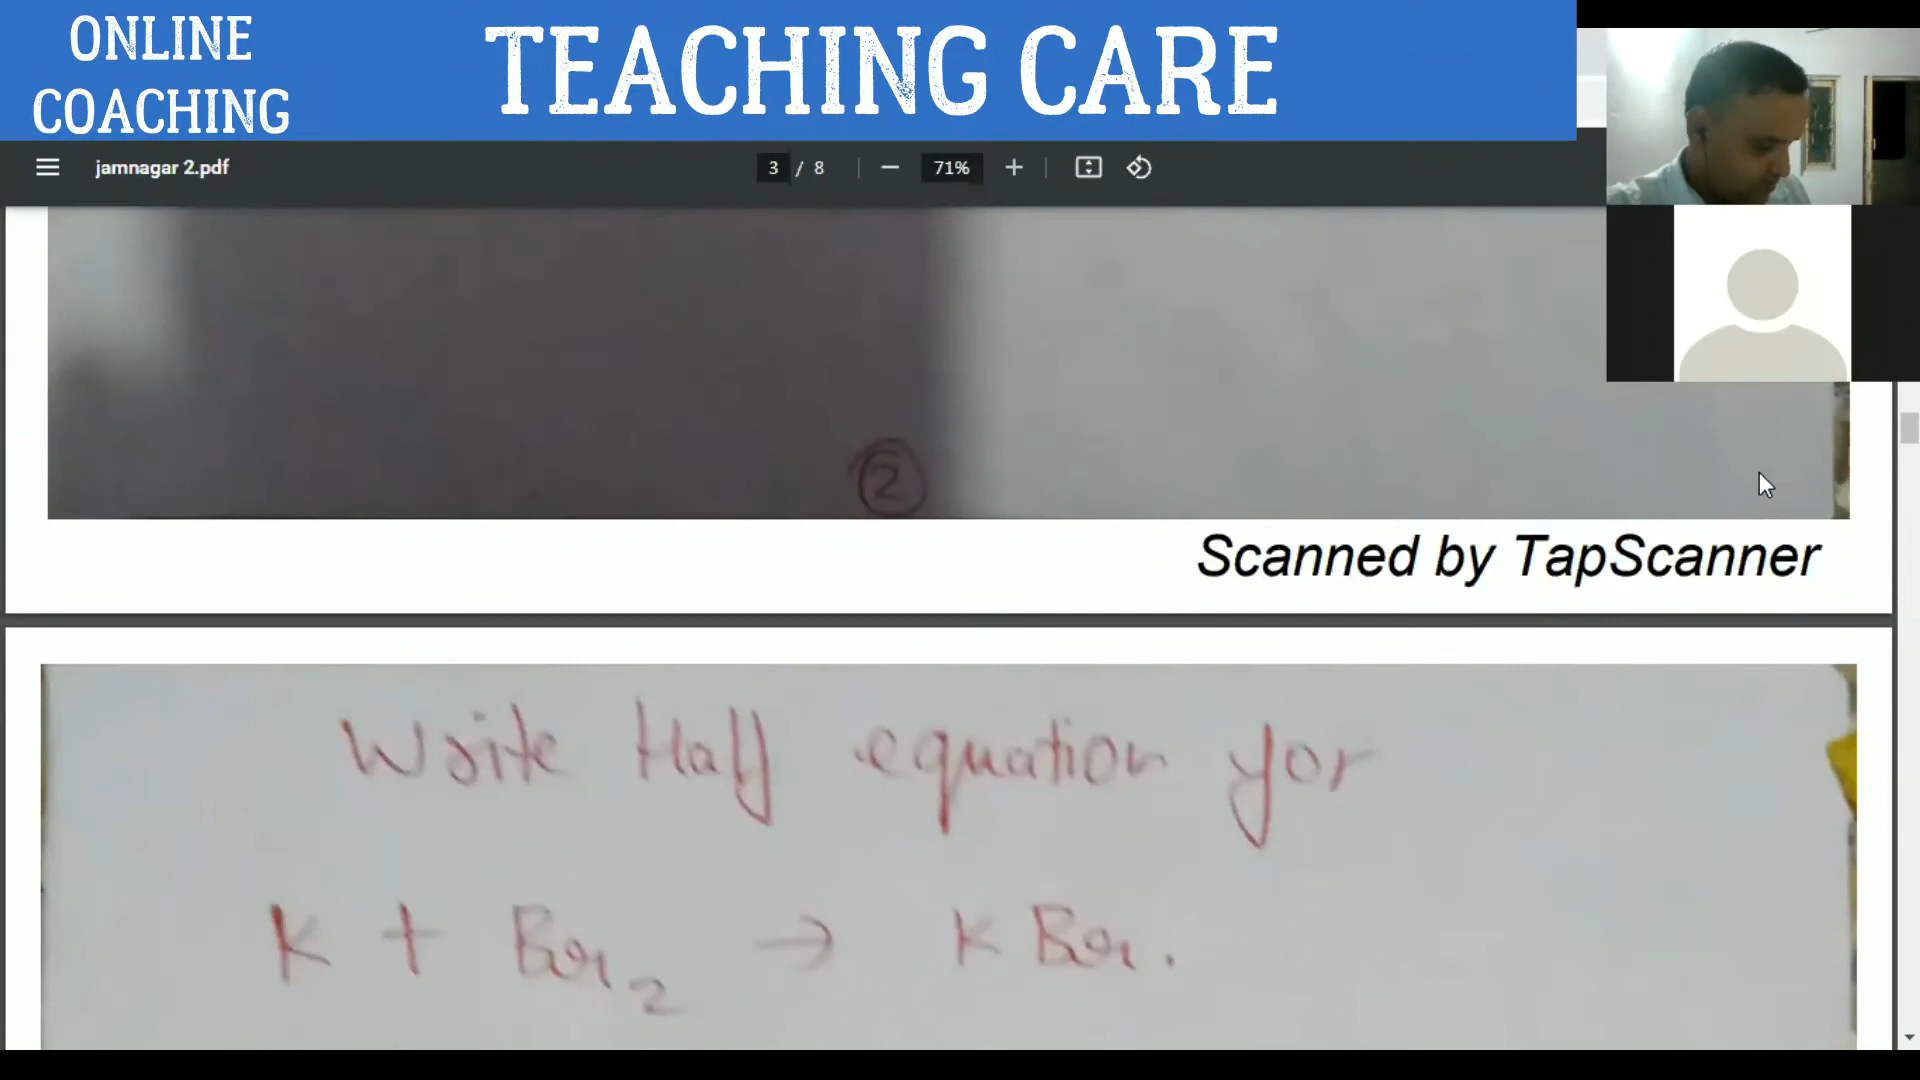 ONLINE
COACHING
TEACHING CARE
jamnagar 2.pdf
3 / 8
71%
2
Scanned by TapScanner
Write Half equation for
K + Br₂ → KBr.